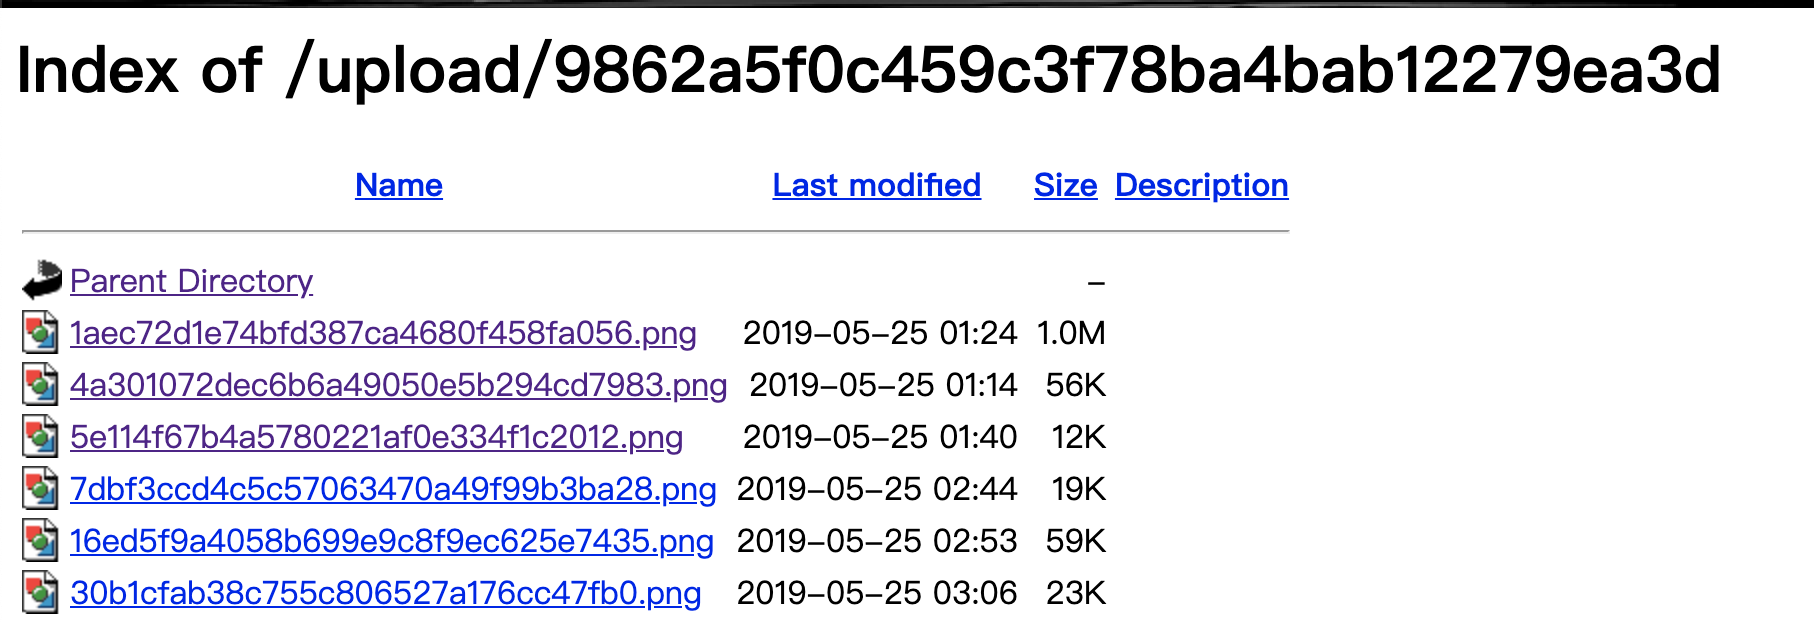 Index of /upload/9862a5f0c459c3f78ba4bab12279ea3d
Name Last modified Size Description
Parent Directory –
1aec72d1e74bfd387ca4680f458fa056.png 2019-05-25 01:24 1.0M
4a301072dec6b6a49050e5b294cd7983.png 2019-05-25 01:14 56K
5e114f67b4a5780221af0e334f1c2012.png 2019-05-25 01:40 12K
7dbf3ccd4c5c57063470a49f99b3ba28.png 2019-05-25 02:44 19K
16ed5f9a4058b699e9c8f9ec625e7435.png 2019-05-25 02:53 59K
30b1cfab38c755c806527a176cc47fb0.png 2019-05-25 03:06 23K